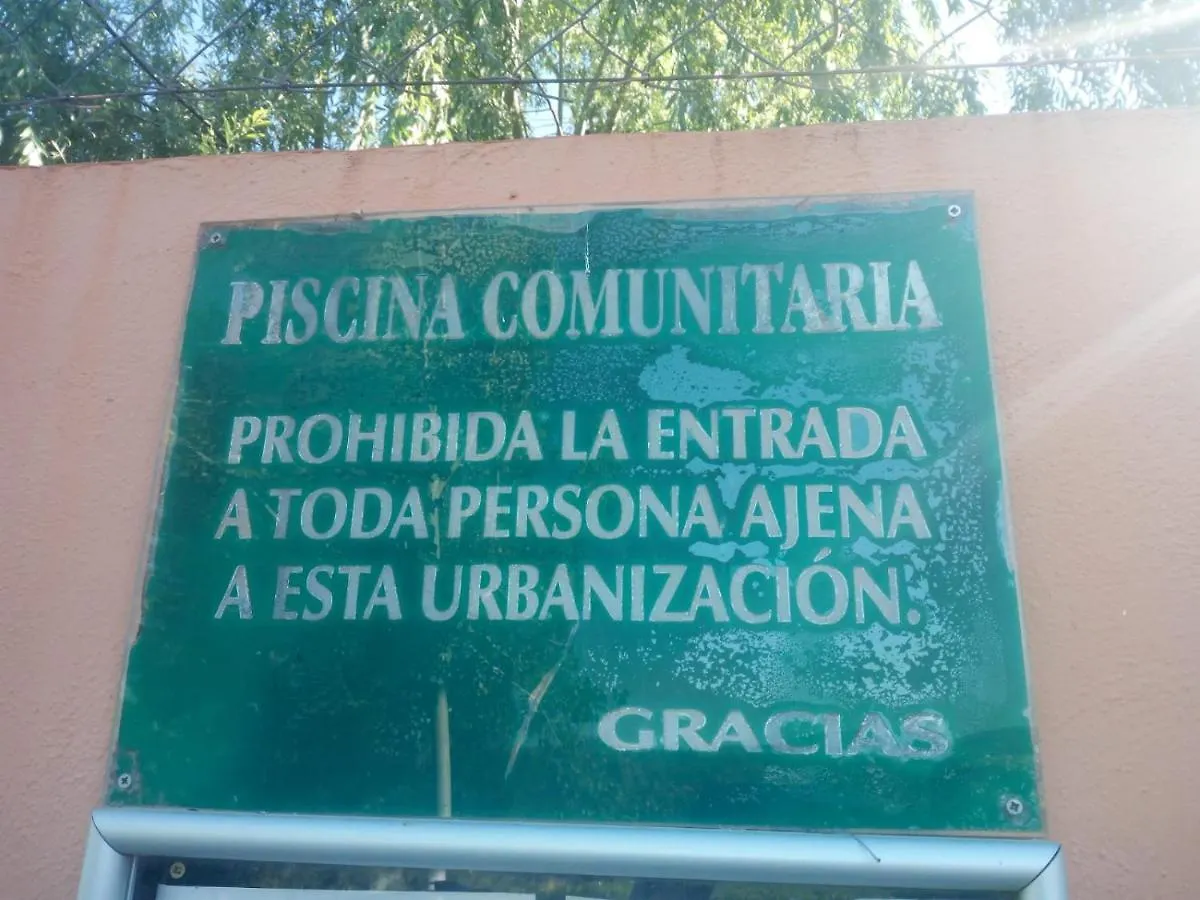 PISCINA COMUNITARIA
PROHIBIDA LA ENTRADA
A TODA PERSONA AJENA
A ESTA URBANIZACIÓN.
GRACIAS